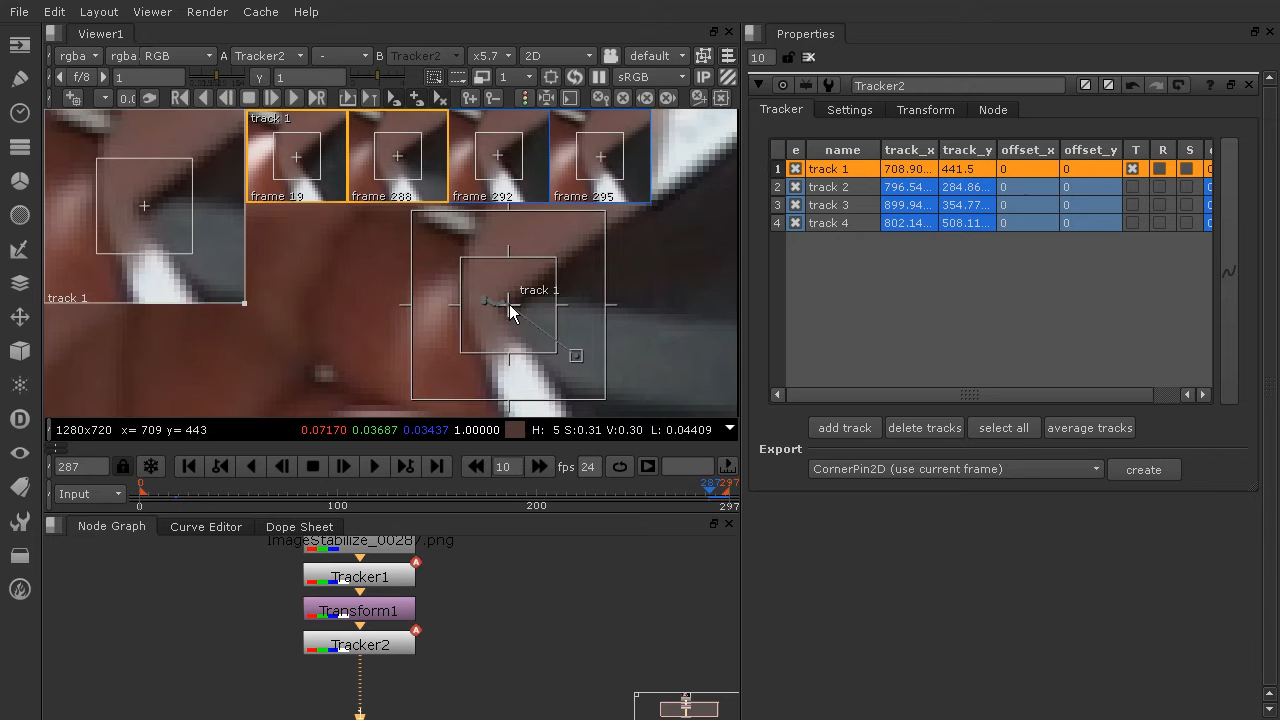 File Edit Layout Viewer Render Cache Help
Viewer1
Properties
rgba rgba RGB A Tracker2 - B Tracker2 x5.7 2D default
10
f/8 1 γ 1 1 sRGB IP
Tracker2
0.0
Tracker Settings Transform Node
track 1
frame 19 frame 288 frame 292 frame 295
e name track_x track_y offset_x offset_y T R S
1 track 1 708.90... 441.5 0 0
2 track 2 796.54... 284.86... 0 0
3 track 3 899.94... 354.77... 0 0
4 track 4 802.14... 508.11... 0 0
track 1
track 1
1280x720 x= 709 y= 443 0.07170 0.03687 0.03437 1.00000 H: 5 S:0.31 V:0.30 L: 0.04409
add track delete tracks select all average tracks
Export
CornerPin2D (use current frame) create
287 10 fps 24
Input 0 287 297
0 100 200 297
Node Graph Curve Editor Dope Sheet
ImageStabilize_00287.png
Tracker1
A
Transform1
Tracker2
A
1